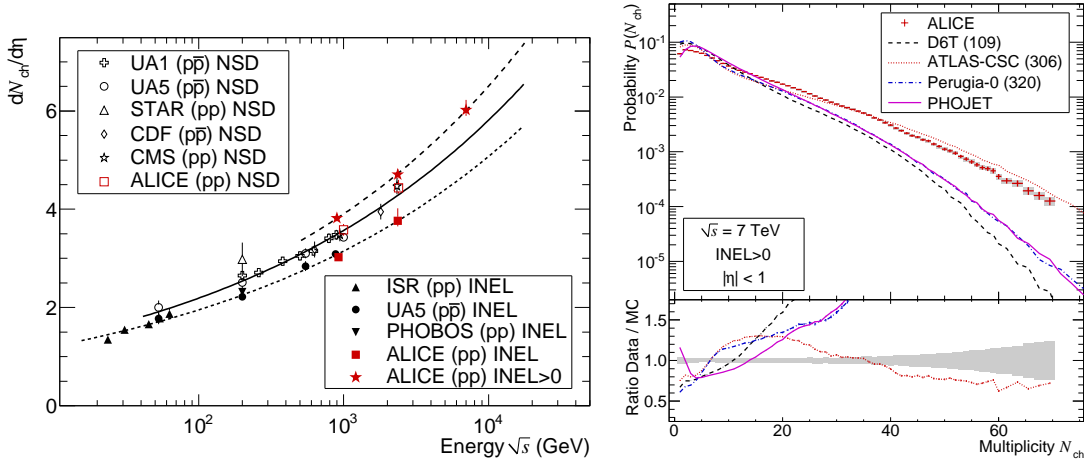 dN_ch/dη
6
4
2
0
UA1 (pp̅) NSD
UA5 (pp̅) NSD
STAR (pp) NSD
CDF (pp̅) NSD
CMS (pp) NSD
ALICE (pp) NSD
ISR (pp) INEL
UA5 (pp̅) INEL
PHOBOS (pp) INEL
ALICE (pp) INEL
ALICE (pp) INEL>0
10² 10³ 10⁴
Energy √s (GeV)
Probability P(N_ch)
10⁻¹
10⁻²
10⁻³
10⁻⁴
10⁻⁵
ALICE
D6T (109)
ATLAS-CSC (306)
Perugia-0 (320)
PHOJET
√s = 7 TeV
INEL>0
|η| < 1
Ratio Data / MC
1.5
1.0
0.5
0 20 40 60
Multiplicity N_ch